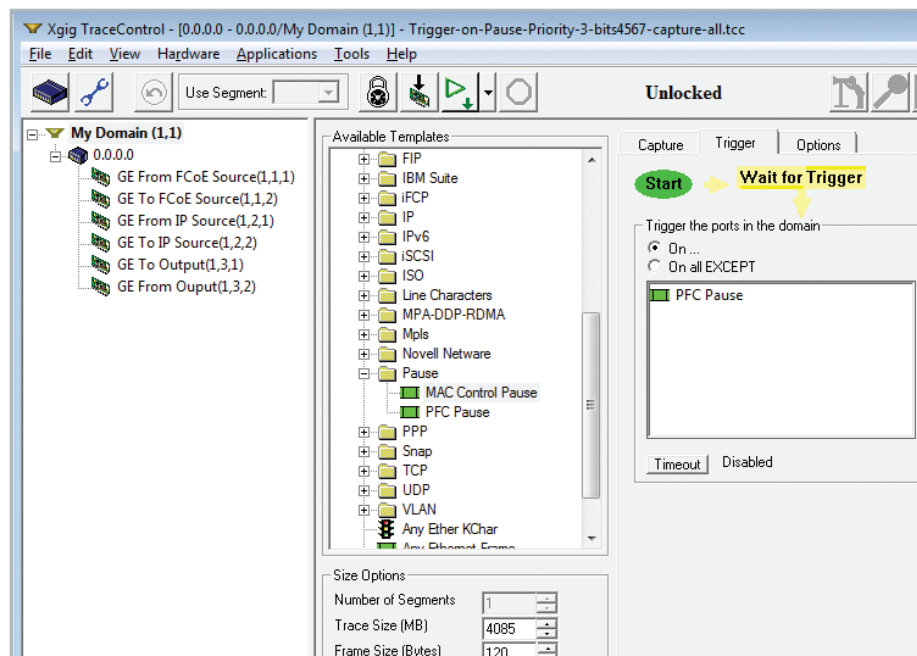 Xgig TraceControl - [0.0.0.0 - 0.0.0.0/My Domain (1,1)] - Trigger-on-Pause-Priority-3-bits4567-capture-all.tcc
File Edit View Hardware Applications Tools Help
Use Segment: Unlocked
My Domain (1,1)
0.0.0.0
GE From FCoE Source(1,1,1)
GE To FCoE Source(1,1,2)
GE From IP Source(1,2,1)
GE To IP Source(1,2,2)
GE To Output(1,3,1)
GE From Ouput(1,3,2)
Available Templates
FIP
IBM Suite
iFCP
IP
IPv6
iSCSI
ISO
Line Characters
MPA-DDP-RDMA
Mpls
Novell Netware
Pause
MAC Control Pause
PFC Pause
PPP
Snap
TCP
UDP
VLAN
Any Ether KChar
Any Ethernet Frame
Size Options
Number of Segments 1
Trace Size (MB) 4085
Frame Size (Bytes) 120
Capture Trigger Options
Start Wait for Trigger
Trigger the ports in the domain
On ...
On all EXCEPT
PFC Pause
Timeout Disabled